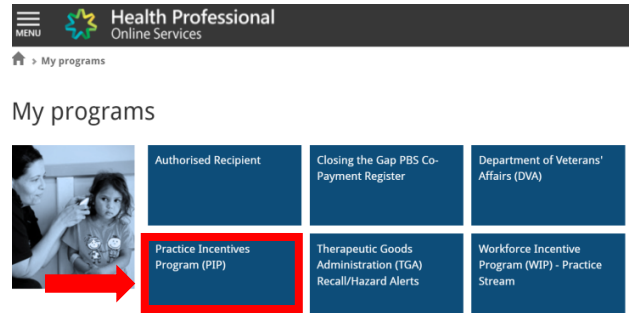 MENU
Health Professional
Online Services
> My programs
My programs
Authorised Recipient
Closing the Gap PBS Co-
Payment Register
Department of Veterans'
Affairs (DVA)
Practice Incentives
Program (PIP)
Therapeutic Goods
Administration (TGA)
Recall/Hazard Alerts
Workforce Incentive
Program (WIP) - Practice
Stream